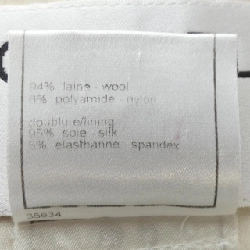 94% laine - wool
6% polyamide - nylon
doublure/lining
95% soie - silk
5% elasthanne - spandex
35634